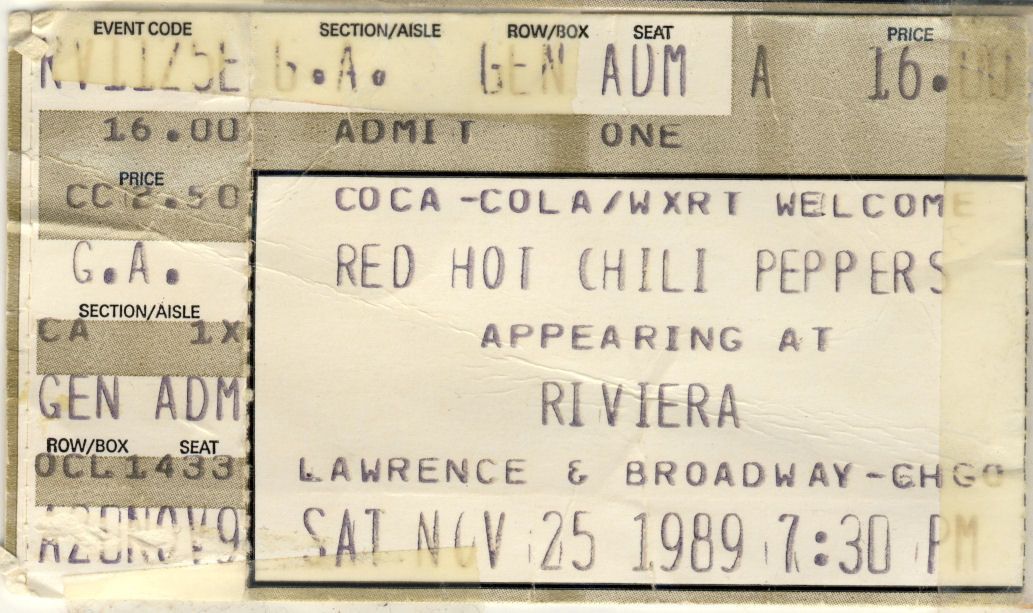 EVENT CODE SECTION/AISLE ROW/BOX SEAT PRICE
RV1125E G.A. GEN ADM A 16.00
16.00 ADMIT ONE
PRICE
CC 2.50 COCA-COLA/WXRT WELCOME
G.A. RED HOT CHILI PEPPERS
SECTION/AISLE
CA 1X APPEARING AT
GEN ADM RIVIERA
ROW/BOX SEAT
OCL1433 LAWRENCE & BROADWAY-CHGO
A20NOV9 SAT NOV 25 1989 7:30 PM